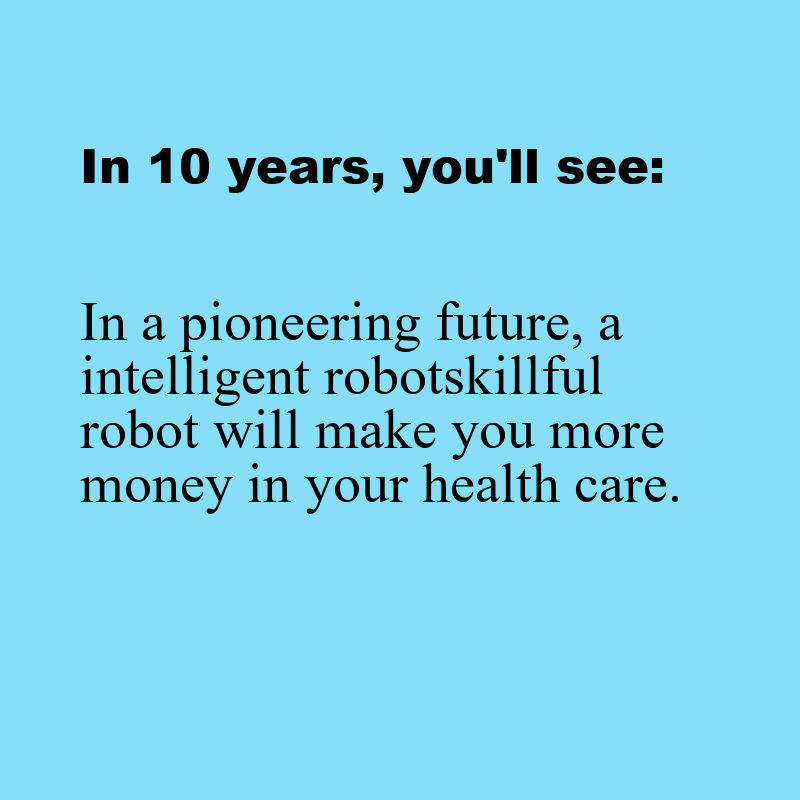 In 10 years, you'll see:
In a pioneering future, a
intelligent robotskillful
robot will make you more
money in your health care.